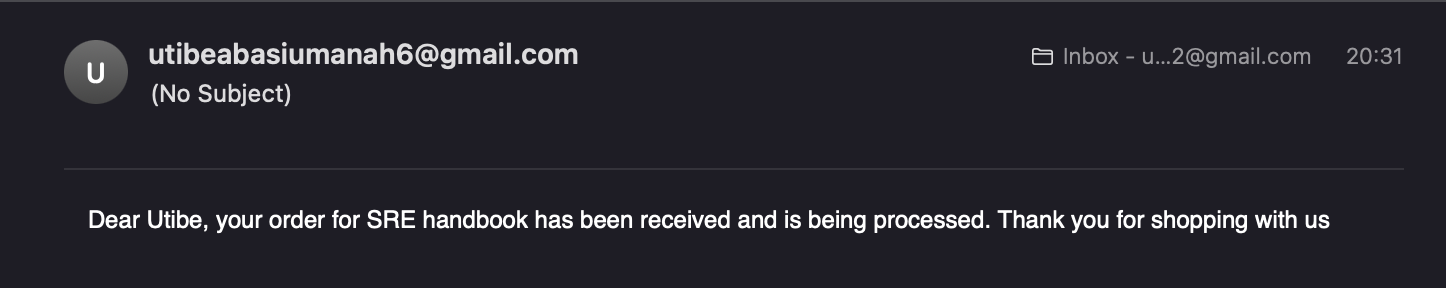 U
utibeabasiumanah6@gmail.com
Inbox - u...2@gmail.com
20:31
(No Subject)
Dear Utibe, your order for SRE handbook has been received and is being processed. Thank you for shopping with us